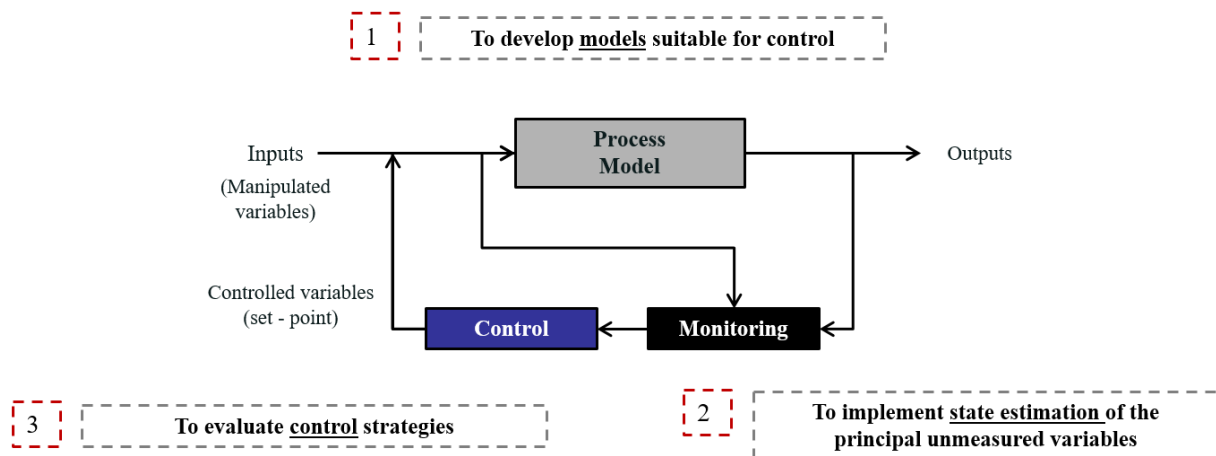 1
To develop models suitable for control
Process
Model
Inputs
Outputs
(Manipulated
variables)
Controlled variables
(set - point)
Control
Monitoring
3
To evaluate control strategies
2
To implement state estimation of the
principal unmeasured variables